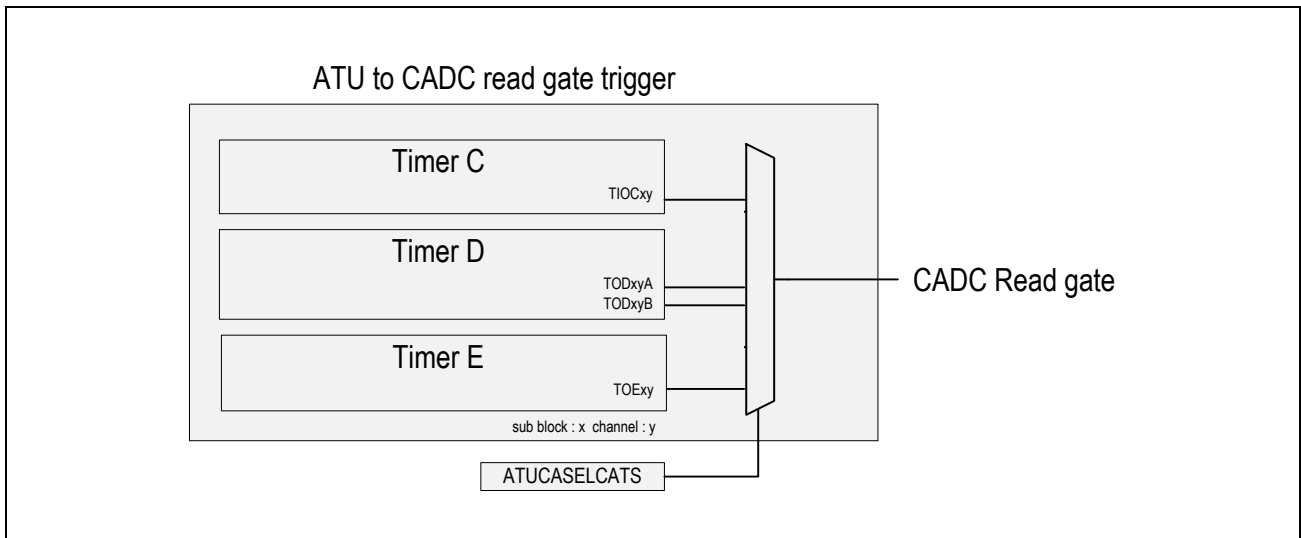 ATU to CADC read gate trigger
Timer C
TIOCxy
Timer D
TODxyA
TODxyB
CADC Read gate
Timer E
TOExy
sub block : x channel : y
ATUCASELCATS